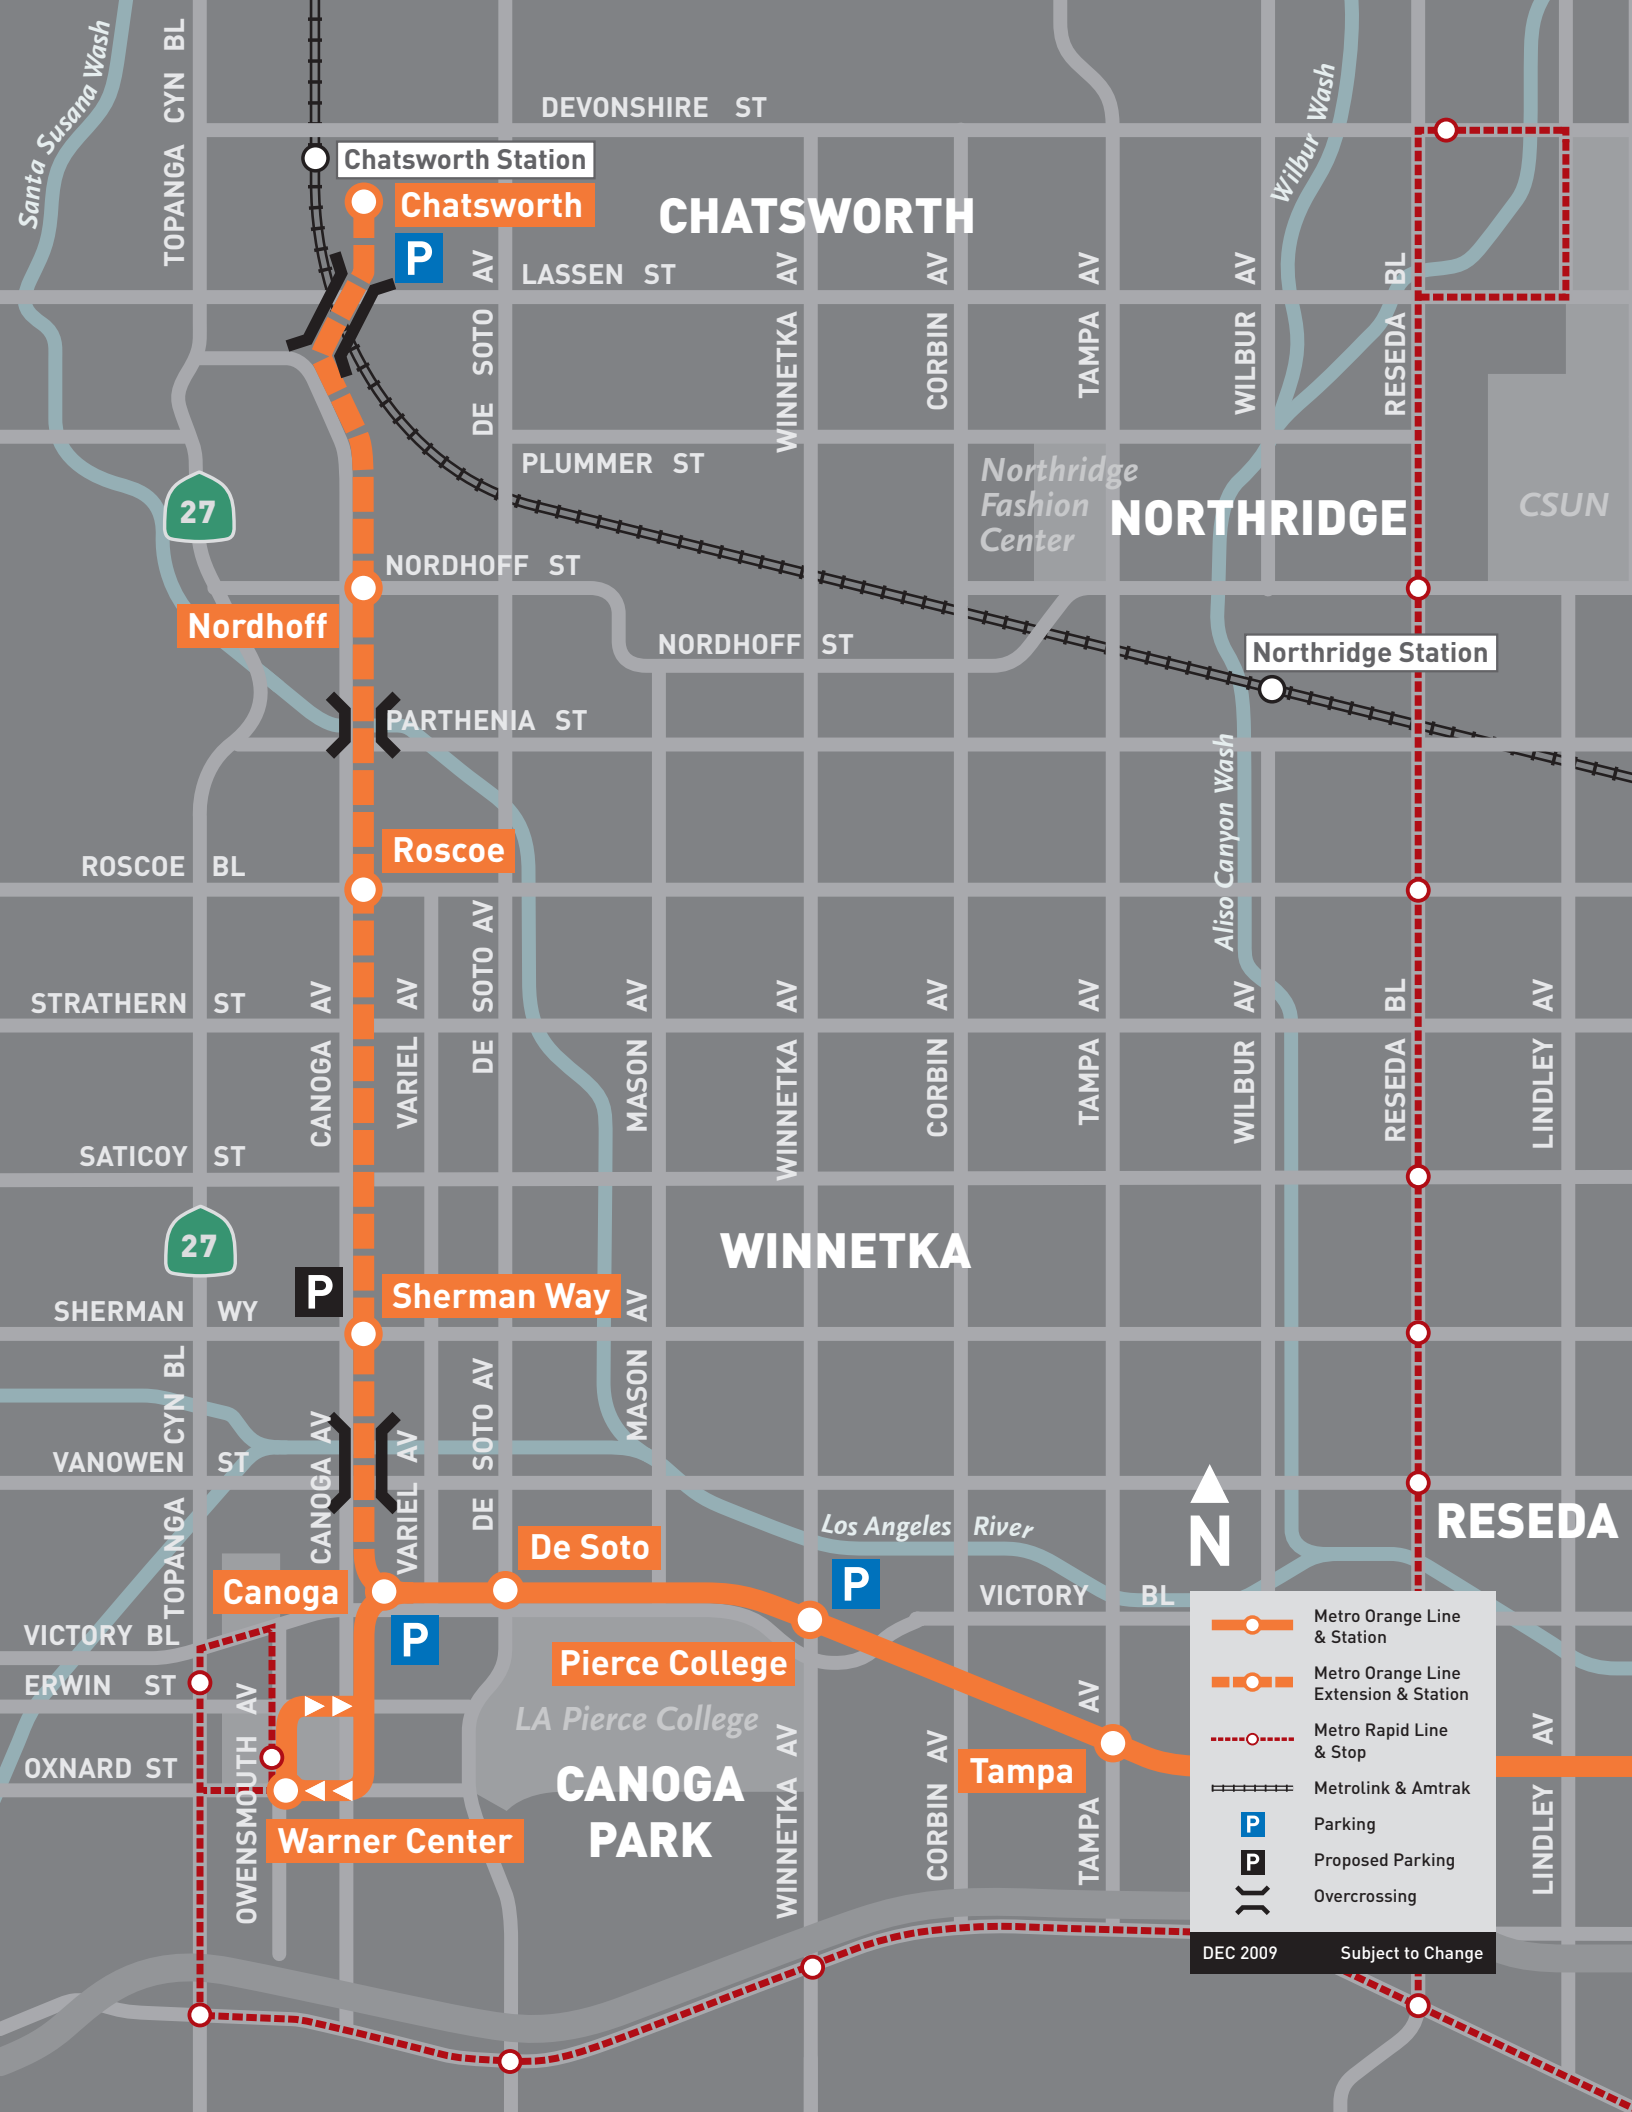 Santa Susana Wash
TOPANGA CYN BL
DEVONSHIRE ST
Wilbur Wash
Chatsworth Station
Chatsworth
CHATSWORTH
P
DE SOTO AV
LASSEN ST
WINNETKA AV
CORBIN AV
TAMPA AV
WILBUR AV
RESEDA BL
PLUMMER ST
Northridge
Fashion
Center
NORTHRIDGE
CSUN
27
NORDHOFF ST
Nordhoff
NORDHOFF ST
Northridge Station
PARTHENIA ST
Aliso Canyon Wash
Roscoe
ROSCOE BL
STRATHERN ST
CANOGA AV
VARIEL AV
DE SOTO AV
MASON AV
WINNETKA AV
CORBIN AV
TAMPA AV
WILBUR AV
RESEDA BL
LINDLEY AV
SATICOY ST
27
WINNETKA
P
Sherman Way
SHERMAN WY
TOPANGA CYN BL
CANOGA AV
VARIEL AV
DE SOTO AV
MASON AV
VANOWEN ST
N
RESEDA
Los Angeles River
De Soto
Canoga
P
VICTORY BL
P
VICTORY BL
Pierce College
ERWIN ST
OWENSMOUTH AV
LA Pierce College
WINNETKA AV
CORBIN AV
TAMPA AV
LINDLEY AV
OXNARD ST
Tampa
CANOGA
PARK
Warner Center
Metro Orange Line
& Station
Metro Orange Line
Extension & Station
Metro Rapid Line
& Stop
Metrolink & Amtrak
P Parking
P Proposed Parking
Overcrossing
DEC 2009 Subject to Change